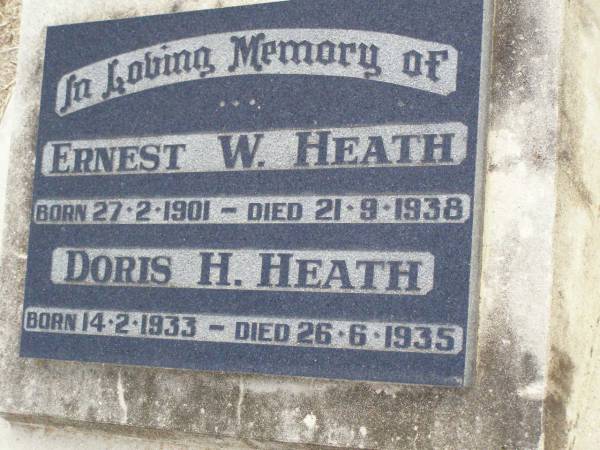 In Loving Memory of
...
ERNEST W. HEATH
BORN 27·2·1901 – DIED 21·9·1938
DORIS H. HEATH
BORN 14·2·1933 – DIED 26·6·1935